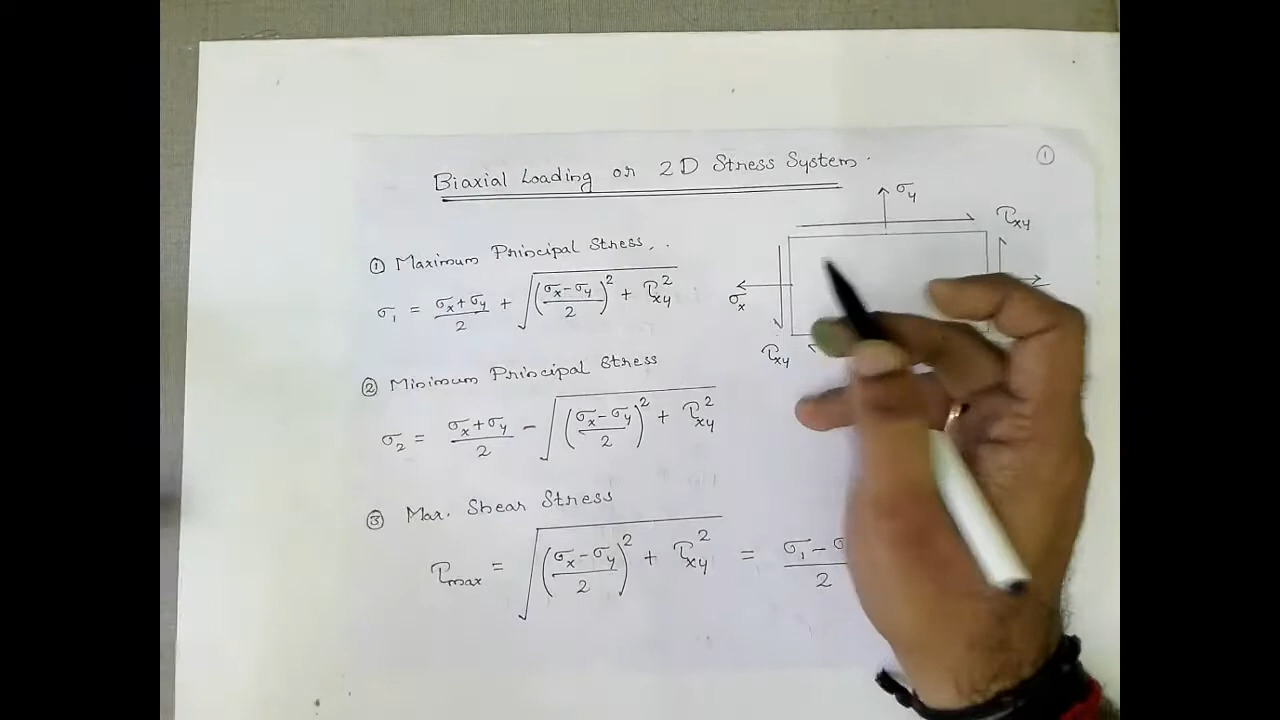 Biaxial Loading or 2D Stress System.
①
σy
τxy
① Maximum Principal Stress..
σ₁ = (σx+σy)/2 + √(((σx−σy)/2)² + τxy²)
σx
τxy
② Minimum Principal Stress
σ₂ = (σx+σy)/2 − √(((σx−σy)/2)² + τxy²)
③ Max. Shear Stress
τmax = √(((σx−σy)/2)² + τxy²) = (σ₁−σ)/2